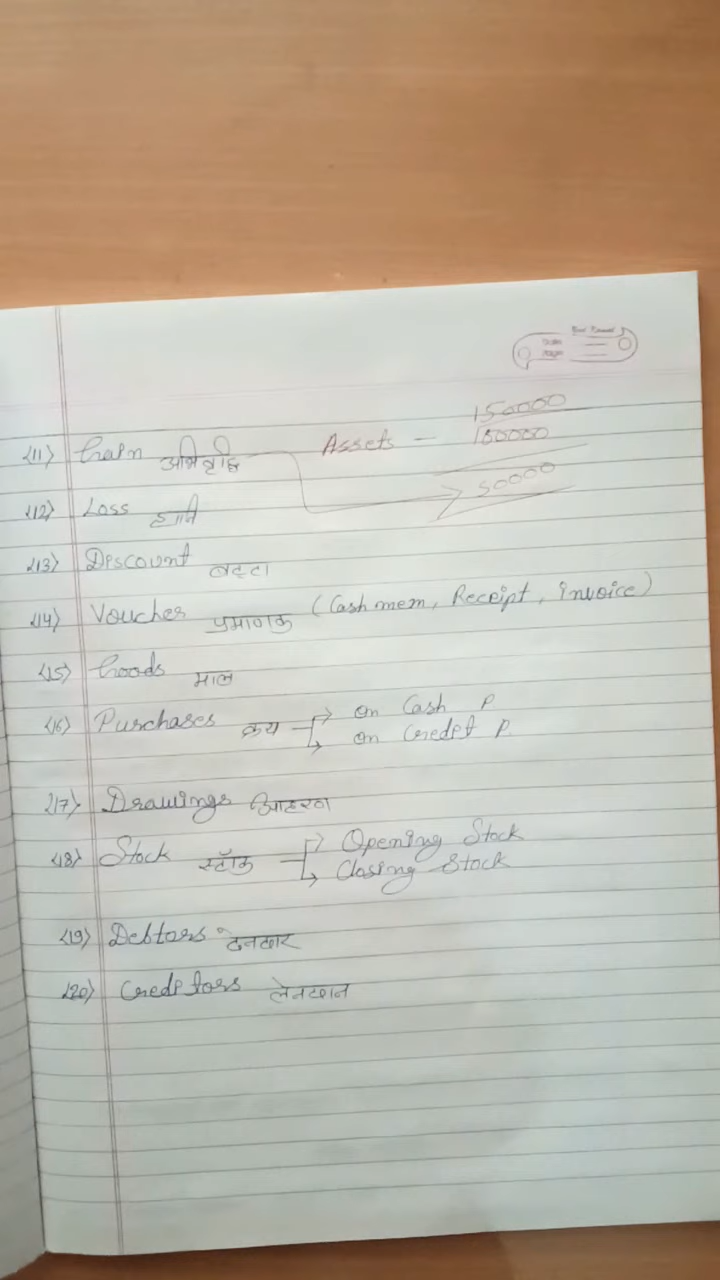 150000
(11) Gain अभिवृद्धि Assets - 100000
50000
(12) Loss हानि
(13) Discount बट्टा
(14) Voucher प्रमाणक (Cash mem, Receipt, invoice)
(15) Goods माल
(16) Purchases क्रय → on Cash P
→ on Credit P.
(17) Drawings आहरण
(18) Stock स्टॉक → Opening Stock
→ Closing Stock
(19) Debtors देनदार
(20) Creditors लेनदान